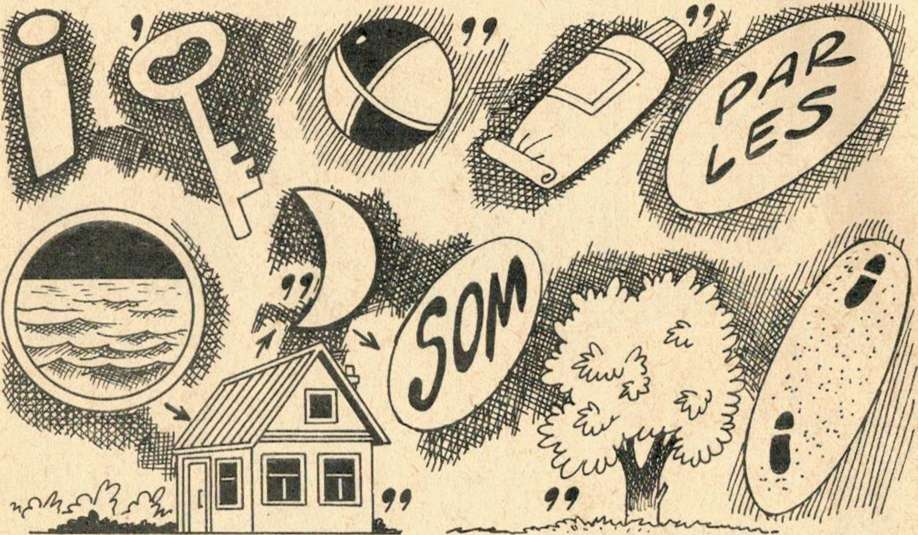 i ' ,, ,,
PAR
LES
,, SOM
,, ,,